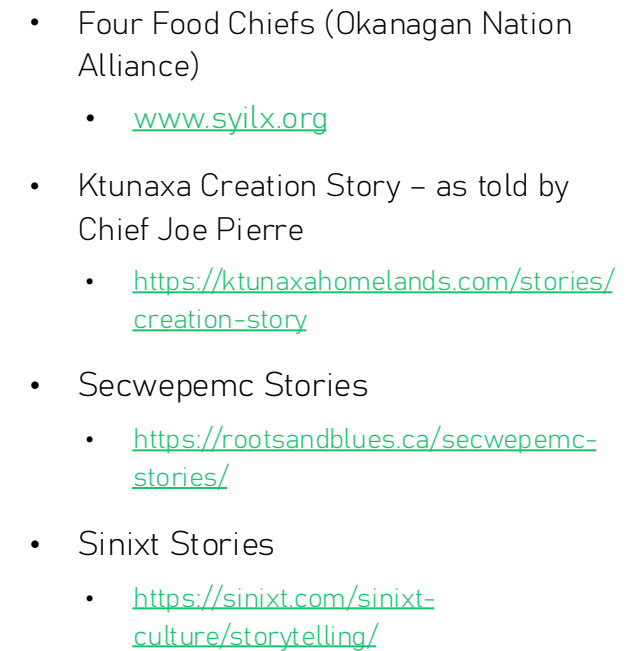 • Four Food Chiefs (Okanagan Nation
Alliance)
• www.syilx.org
• Ktunaxa Creation Story – as told by
Chief Joe Pierre
• https://ktunaxahomelands.com/stories/
creation-story
• Secwepemc Stories
• https://rootsandblues.ca/secwepemc-
stories/
• Sinixt Stories
• https://sinixt.com/sinixt-
culture/storytelling/